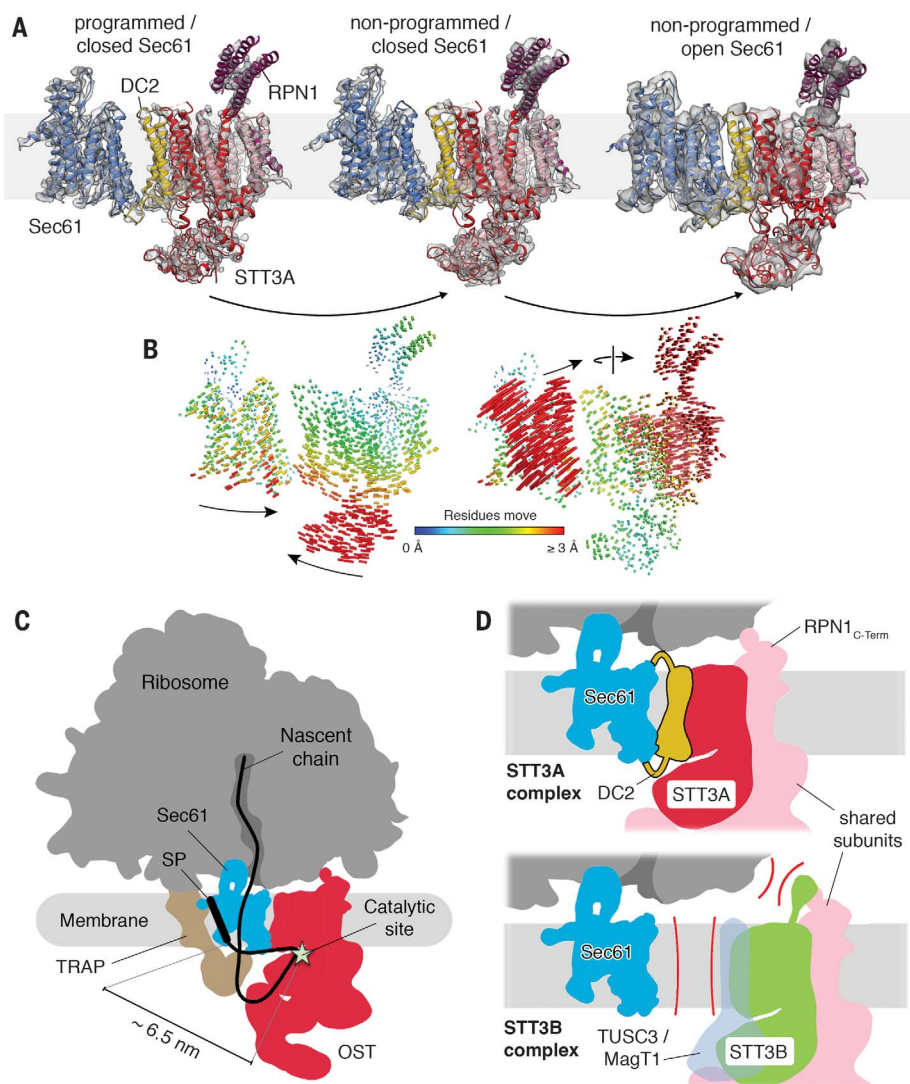 A
programmed /
closed Sec61
non-programmed /
closed Sec61
non-programmed /
open Sec61
DC2
RPN1
Sec61
STT3A
B
Residues move
0 Å
≥ 3 Å
C
Ribosome
Nascent
chain
Sec61
SP
Membrane
Catalytic
site
TRAP
~ 6.5 nm
OST
D
RPN1C-Term
Sec61
STT3A
complex
DC2
STT3A
shared
subunits
Sec61
STT3B
complex
TUSC3 /
MagT1
STT3B